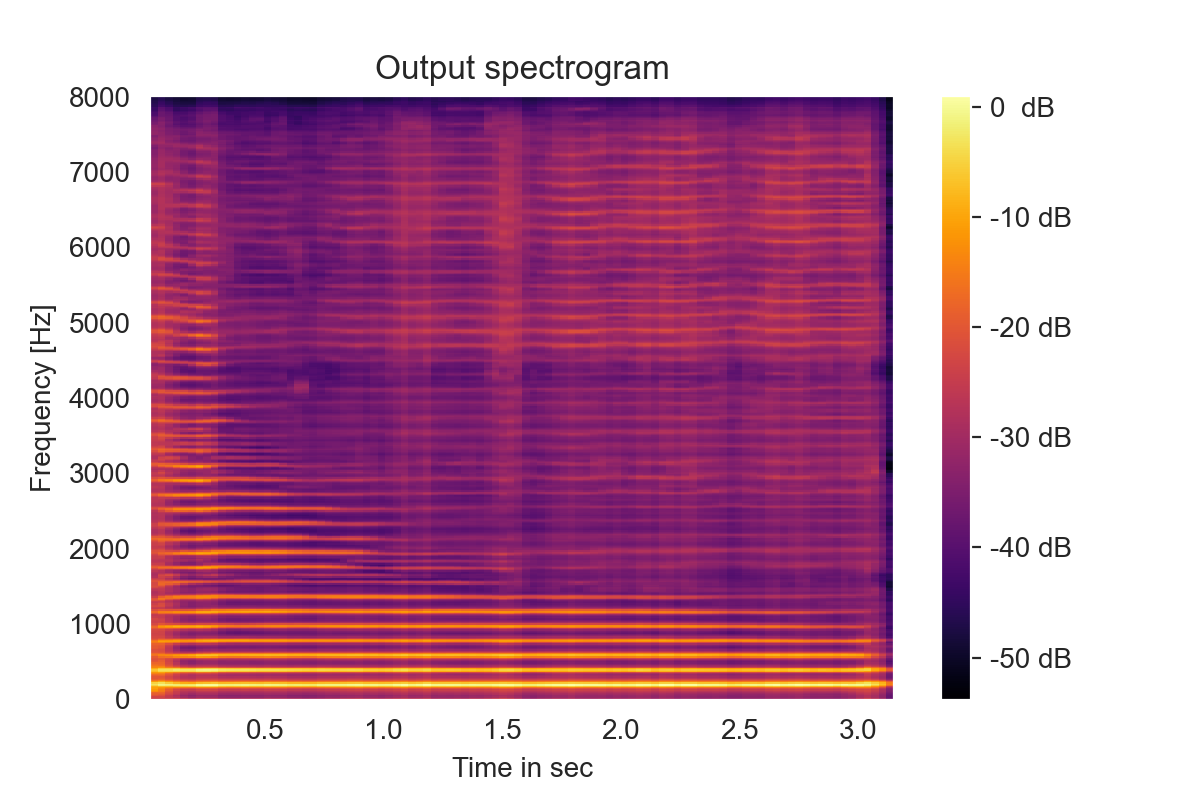 Output spectrogram
8000
7000
6000
5000
4000
3000
2000
1000
0
Frequency [Hz]
0.5 1.0 1.5 2.0 2.5 3.0
Time in sec
0 dB
-10 dB
-20 dB
-30 dB
-40 dB
-50 dB